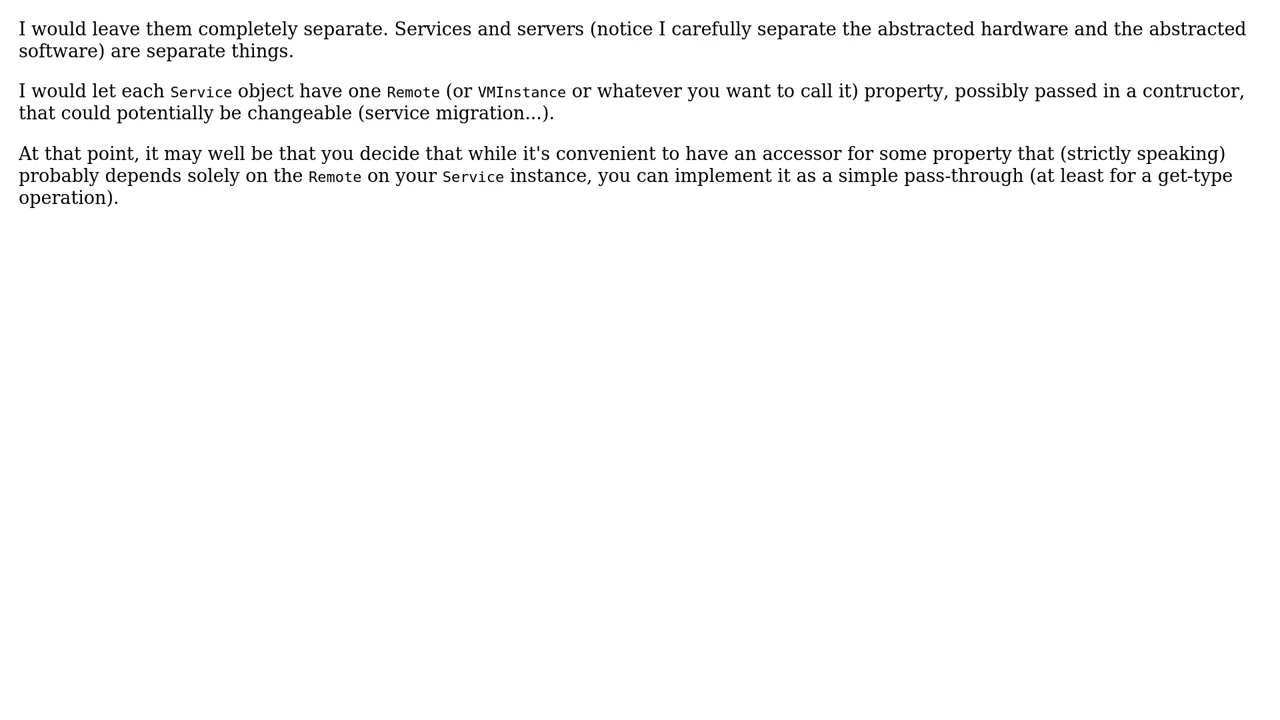 I would leave them completely separate. Services and servers (notice I carefully separate the abstracted hardware and the abstracted
software) are separate things.
I would let each Service object have one Remote (or VMInstance or whatever you want to call it) property, possibly passed in a contructor,
that could potentially be changeable (service migration...).
At that point, it may well be that you decide that while it's convenient to have an accessor for some property that (strictly speaking)
probably depends solely on the Remote on your Service instance, you can implement it as a simple pass-through (at least for a get-type
operation).